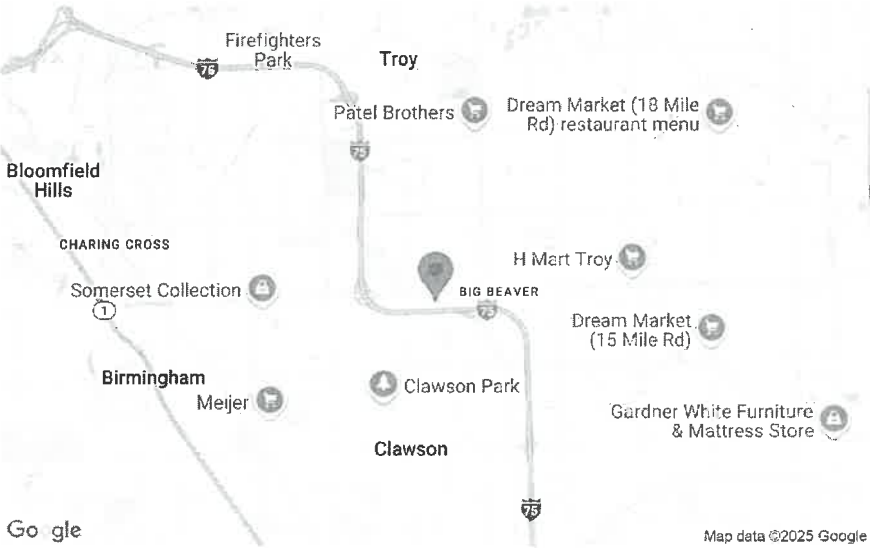 Firefighters
Park
Troy
75
Patel Brothers
Dream Market (18 Mile
Rd) restaurant menu
75
Bloomfield
Hills
CHARING CROSS
H Mart Troy
Somerset Collection
BIG BEAVER
1
75
Dream Market
(15 Mile Rd)
Birmingham
Clawson Park
Meijer
Gardner White Furniture
& Mattress Store
Clawson
75
Go gle
Map data ©2025 Google